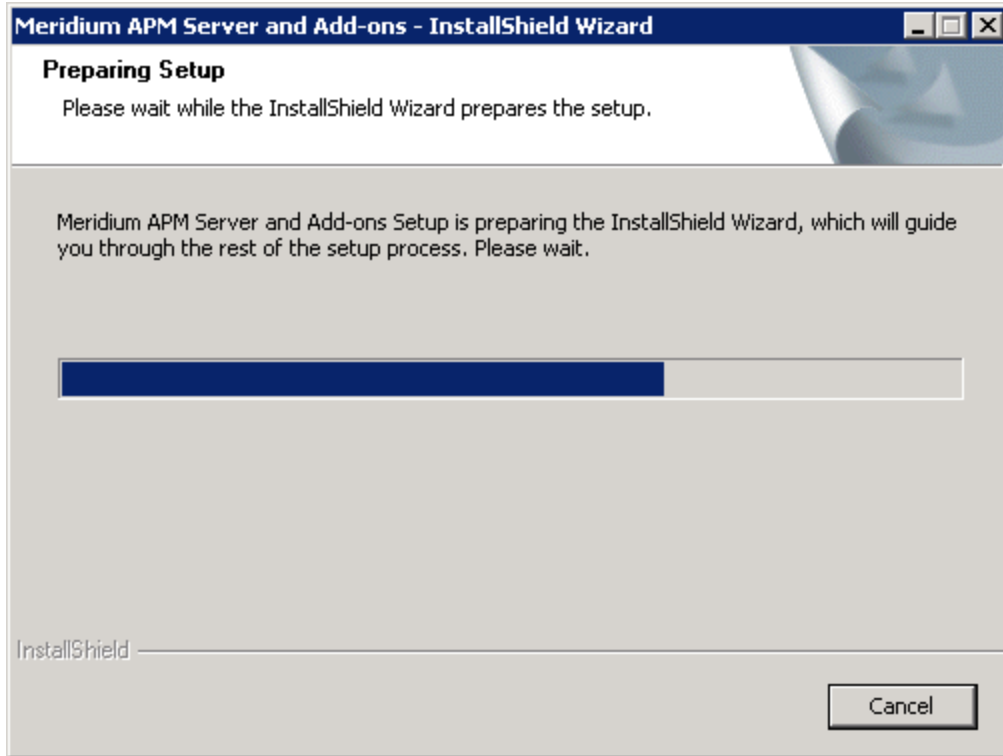 Meridium APM Server and Add-ons - InstallShield Wizard
Preparing Setup
Please wait while the InstallShield Wizard prepares the setup.
Meridium APM Server and Add-ons Setup is preparing the InstallShield Wizard, which will guide
you through the rest of the setup process. Please wait.
InstallShield
Cancel